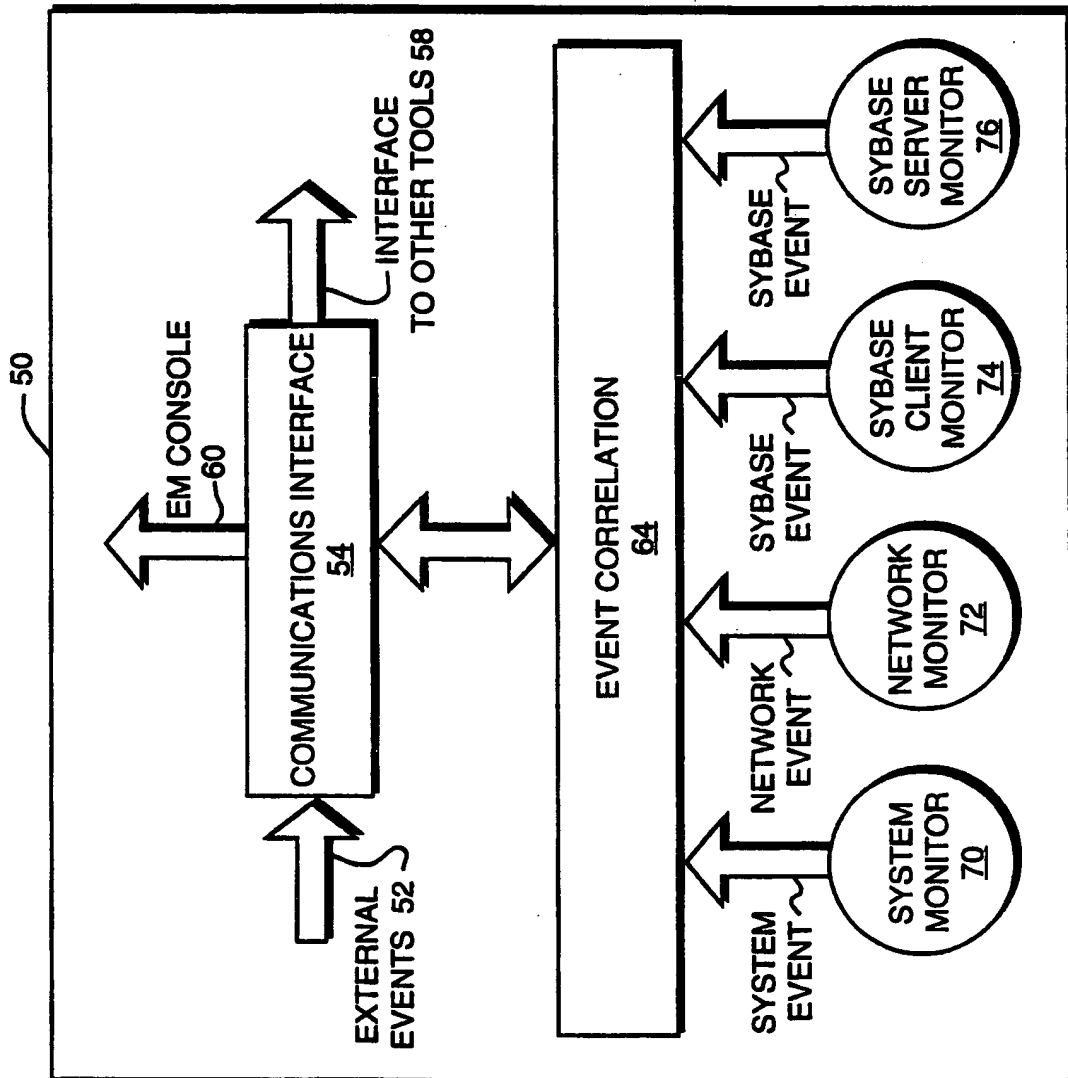 50
EM CONSOLE
60
COMMUNICATIONS INTERFACE
54
INTERFACE
TO OTHER TOOLS 58
EXTERNAL
EVENTS 52
EVENT CORRELATION
64
SYSTEM
EVENT
NETWORK
EVENT
SYBASE
EVENT
SYBASE
EVENT
SYSTEM
MONITOR
70
NETWORK
MONITOR
72
SYBASE
CLIENT
MONITOR
74
SYBASE
SERVER
MONITOR
76